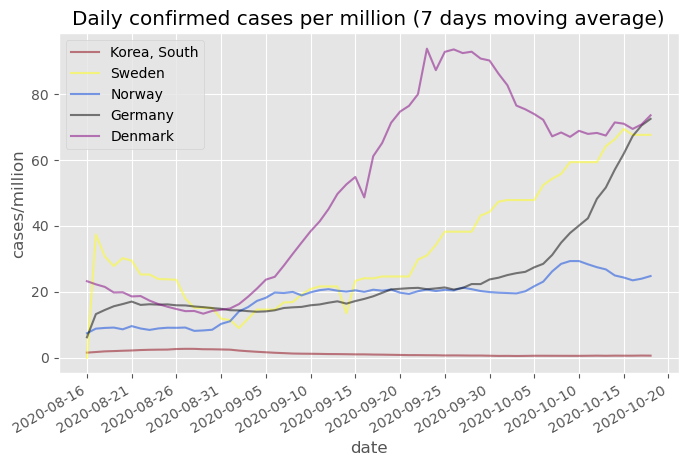 Daily confirmed cases per million (7 days moving average)
Korea, South
Sweden
Norway
Germany
Denmark
cases/million
80
60
40
20
0
2020-08-16
2020-08-21
2020-08-26
2020-08-31
2020-09-05
2020-09-10
2020-09-15
2020-09-20
2020-09-25
2020-09-30
2020-10-05
2020-10-10
2020-10-15
2020-10-20
date